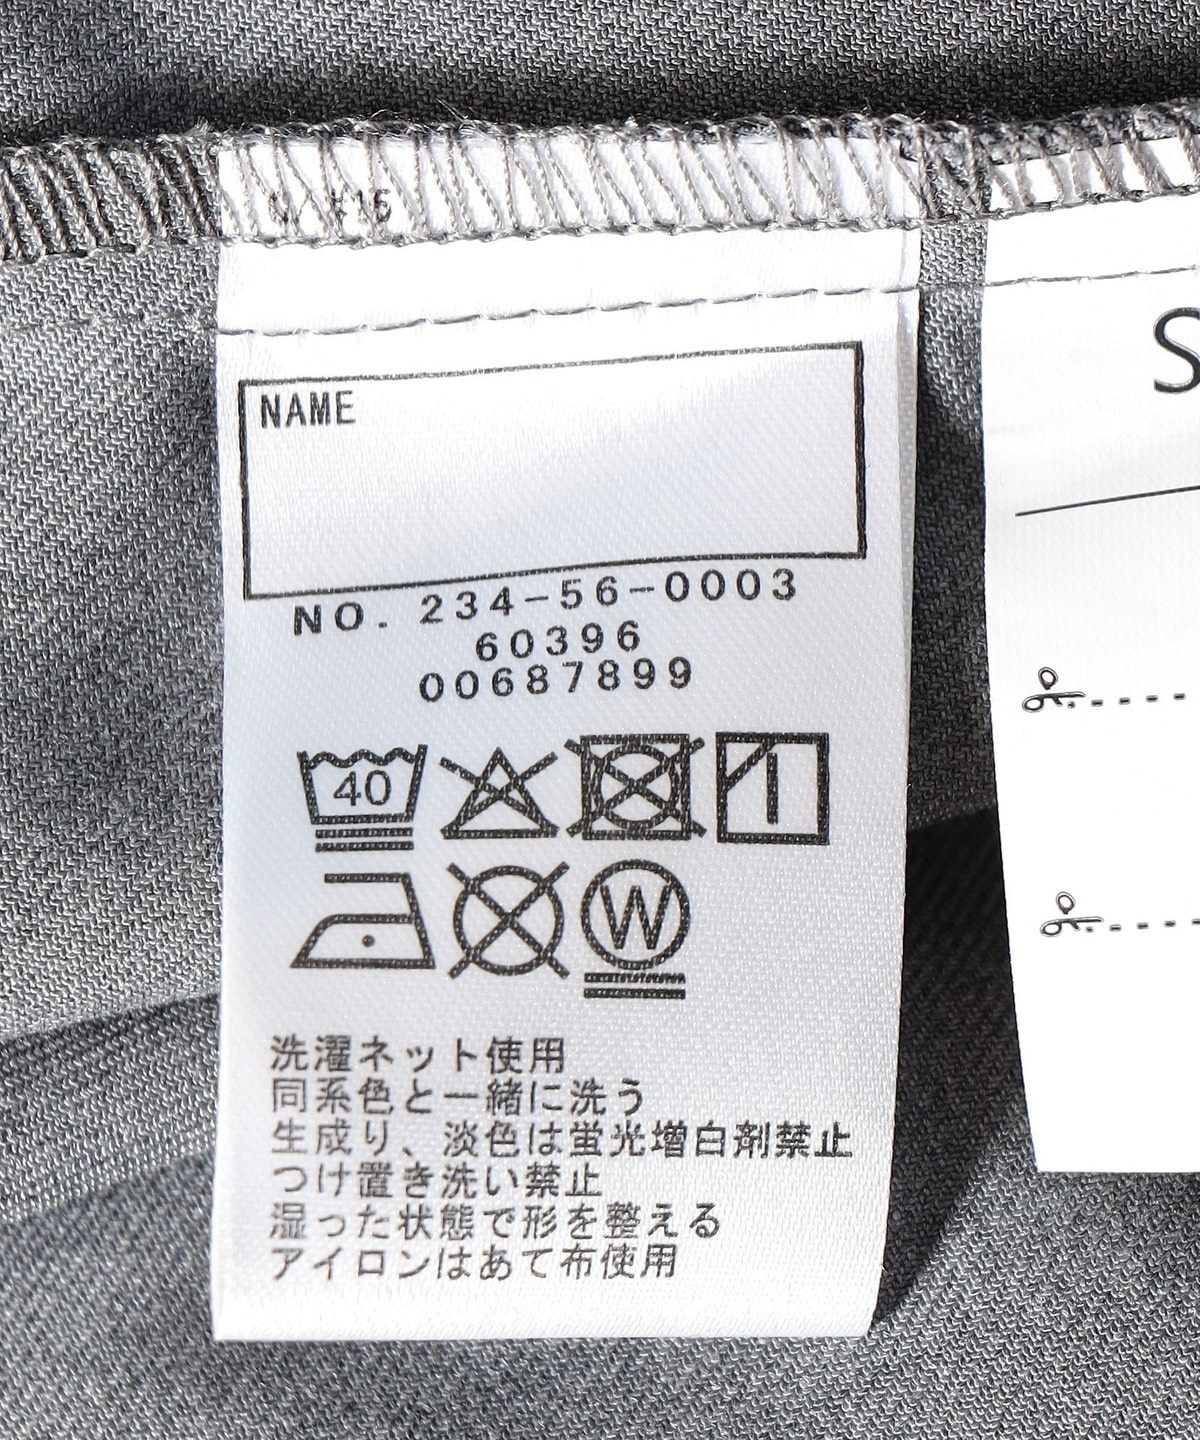 NAME
NO. 234-56-0003
60396
00687899
40
W
洗濯ネット使用
同系色と一緒に洗う
生成り、淡色は蛍光増白剤禁止
つけ置き洗い禁止
湿った状態で形を整える
アイロンはあて布使用
S